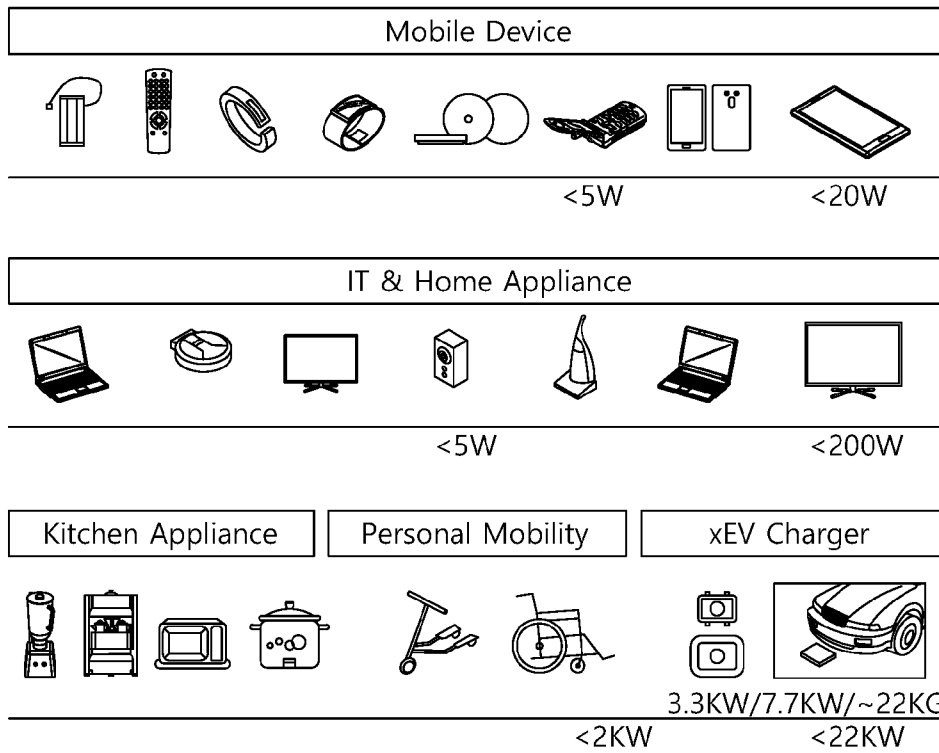 Mobile Device
<5W <20W
IT & Home Appliance
<5W <200W
Kitchen Appliance Personal Mobility xEV Charger
3.3KW/7.7KW/~22KG
<2KW <22KW